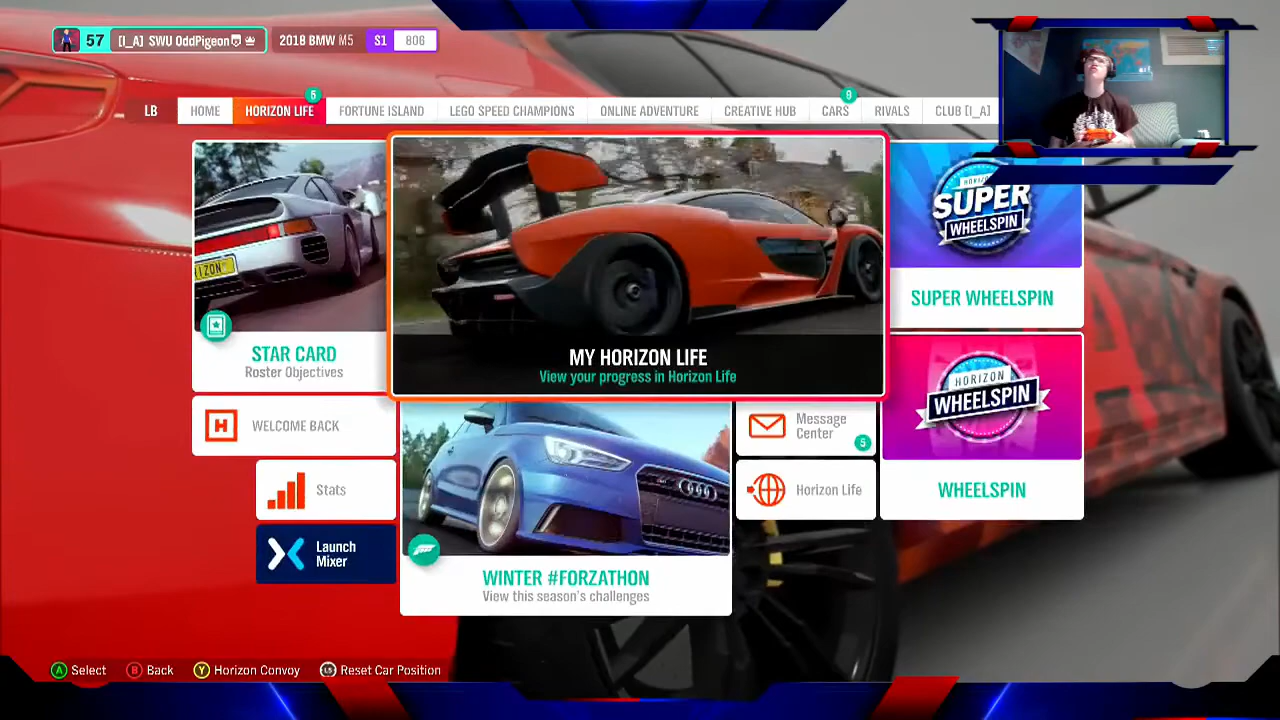 57 [I_A] SWU OddPigeon 2018 BMW M5 S1 806
LB HOME HORIZON LIFE 5 FORTUNE ISLAND LEGO SPEED CHAMPIONS ONLINE ADVENTURE CREATIVE HUB CARS 9 RIVALS CLUB [I_A]
STAR CARD
Roster Objectives
MY HORIZON LIFE
View your progress in Horizon Life
SUPER
WHEELSPIN
SUPER WHEELSPIN
WELCOME BACK
Stats
Launch
Mixer
WINTER #FORZATHON
View this season's challenges
Message
Center
5
Horizon Life
HORIZON
WHEELSPIN
WHEELSPIN
A Select B Back Y Horizon Convoy LS Reset Car Position